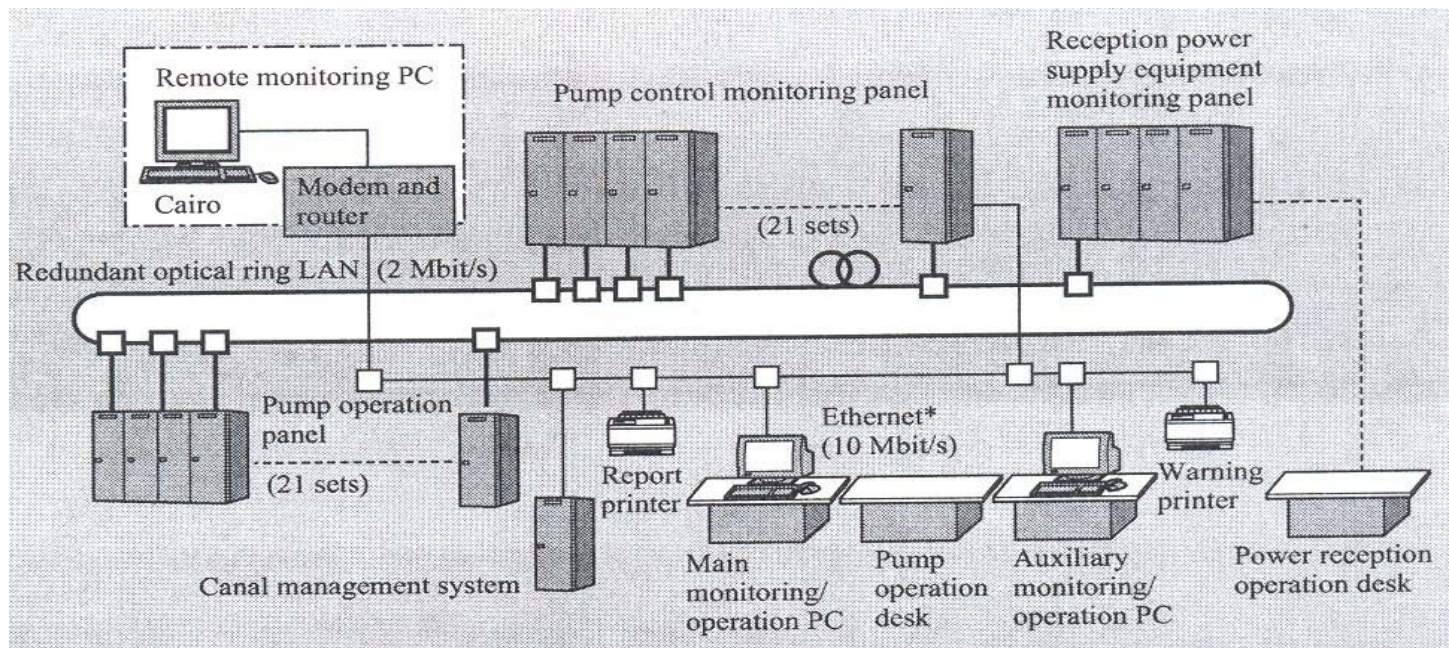 Remote monitoring PC
Cairo
Modem and
router
Pump control monitoring panel
(21 sets)
Reception power
supply equipment
monitoring panel
Redundant optical ring LAN (2 Mbit/s)
Pump operation
panel
(21 sets)
Canal management system
Report
printer
Ethernet*
(10 Mbit/s)
Main
monitoring/
operation PC
Pump
operation
desk
Auxiliary
monitoring/
operation PC
Warning
printer
Power reception
operation desk